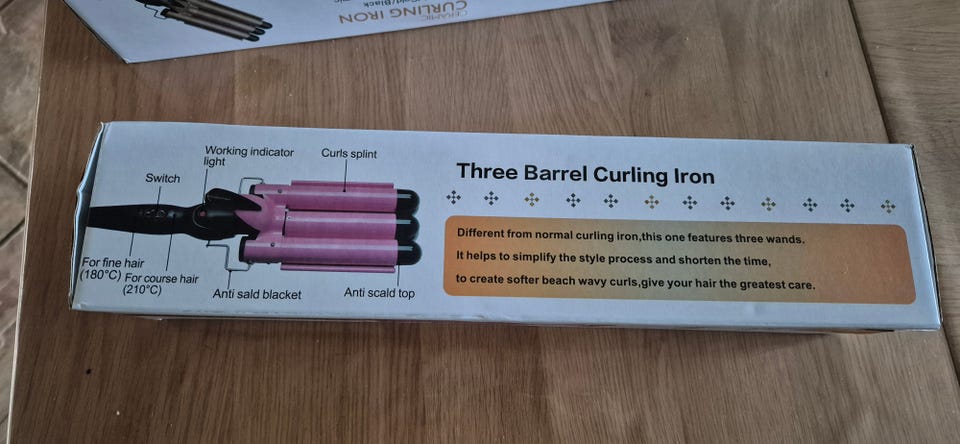 CERAMIC
CURLING IRON
Working indicator
light
Curls splint
Switch
For fine hair
(180°C)
For course hair
(210°C)
Anti sald blacket
Anti scald top
Three Barrel Curling Iron
Different from normal curling iron,this one features three wands.
It helps to simplify the style process and shorten the time,
to create softer beach wavy curls,give your hair the greatest care.